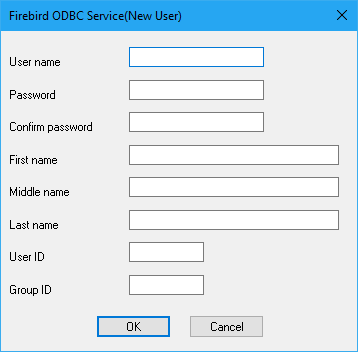 Firebird ODBC Service(New User)
User name
Password
Confirm password
First name
Middle name
Last name
User ID
Group ID
OK Cancel